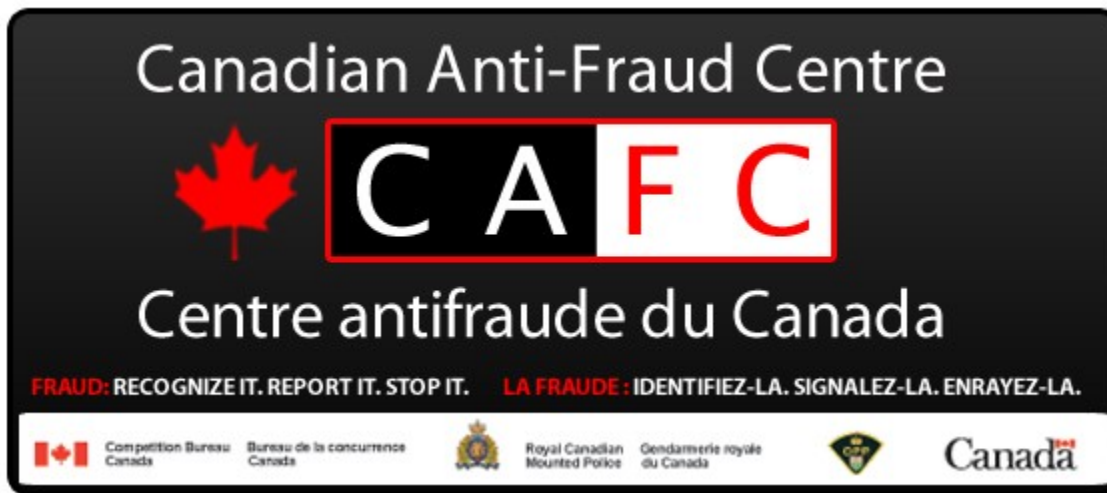 Canadian Anti-Fraud Centre
CAFC
Centre antifraude du Canada
FRAUD: RECOGNIZE IT. REPORT IT. STOP IT. LA FRAUDE : IDENTIFIEZ-LA. SIGNALEZ-LA. ENRAYEZ-LA.
Competition Bureau Canada
Bureau de la concurrence Canada
Royal Canadian Mounted Police
Gendarmerie royale du Canada
OPP
Canada